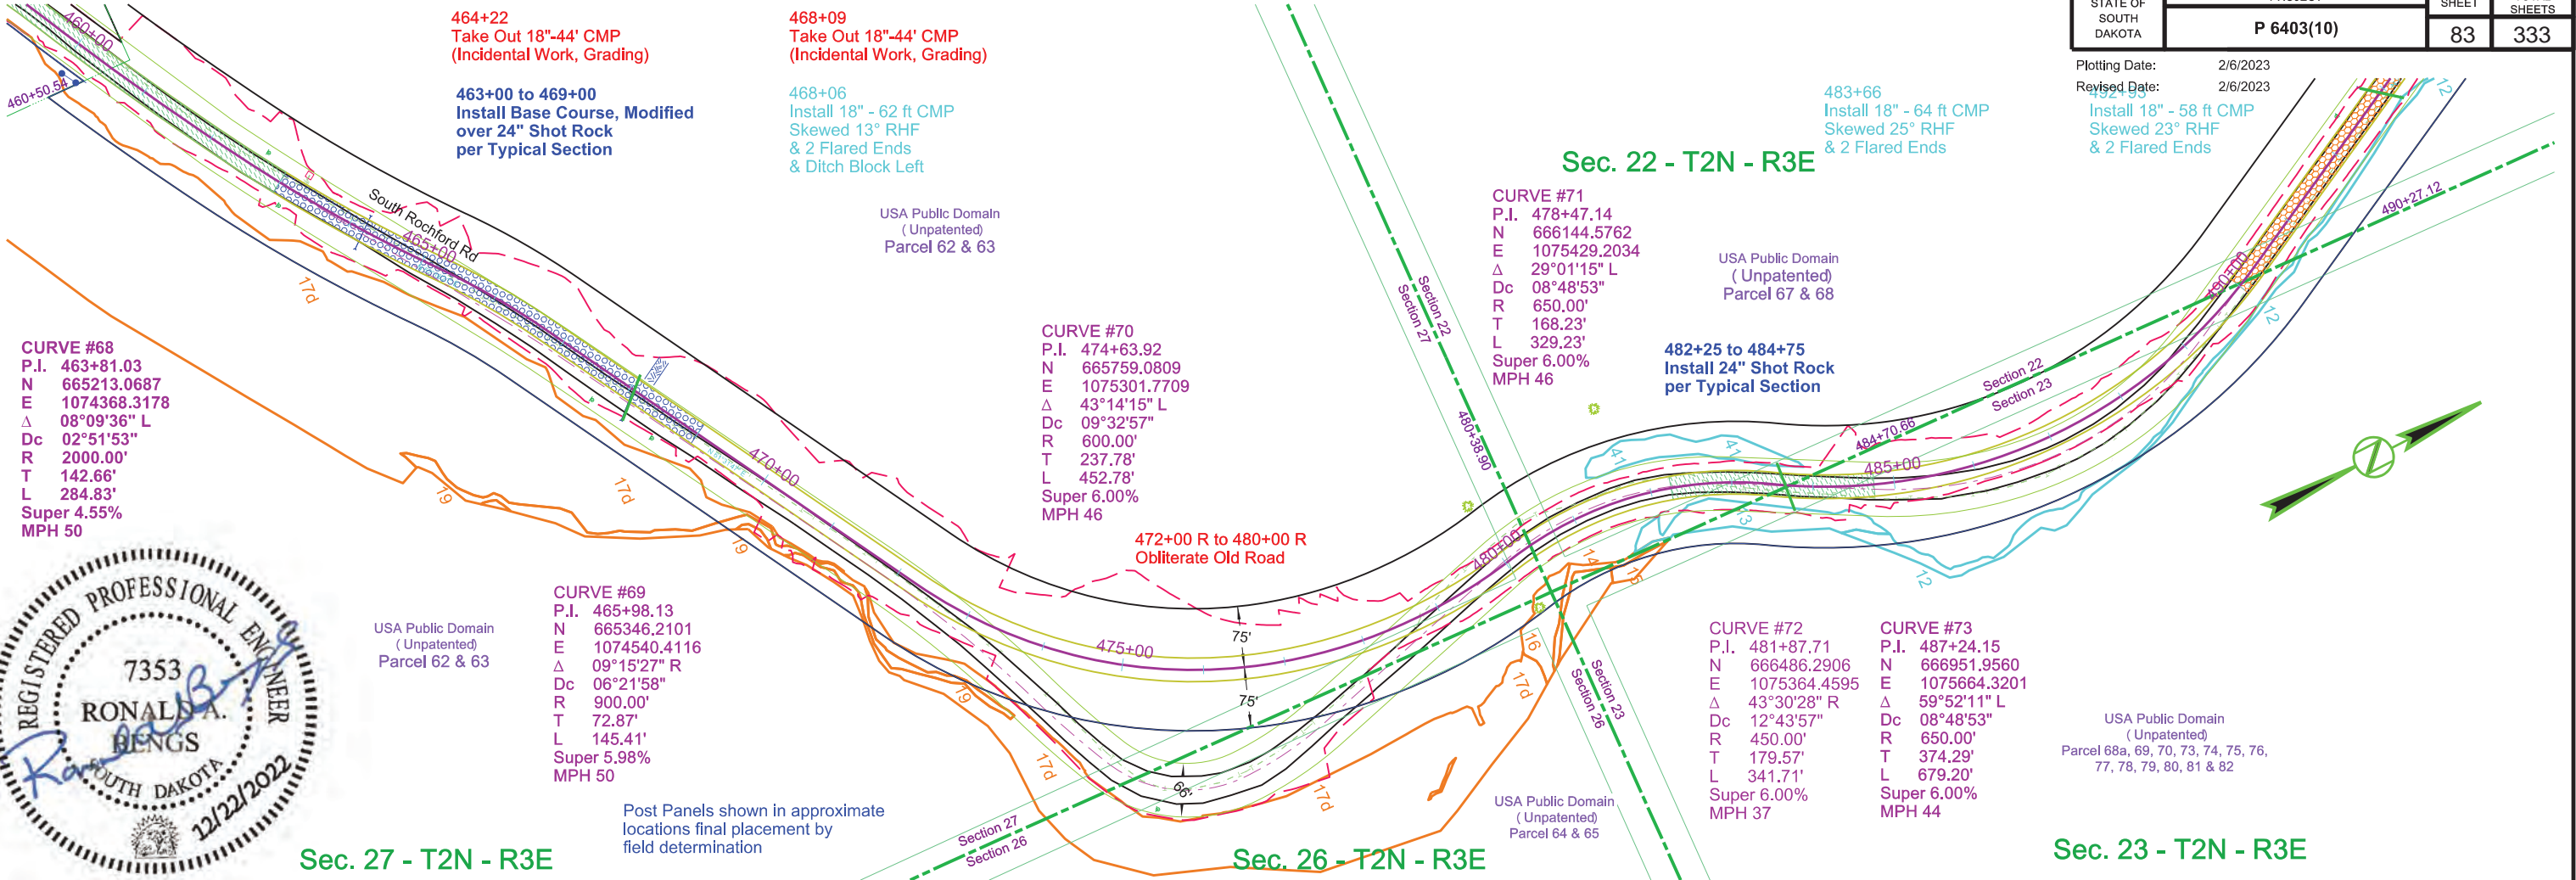 STATE OF
SOUTH
DAKOTA
P 6403(10)
SHEET
SHEETS
83
333
Plotting Date: 2/6/2023
Revised Date: 2/6/2023
460+00
460+50.54
464+22
Take Out 18"-44' CMP
(Incidental Work, Grading)
468+09
Take Out 18"-44' CMP
(Incidental Work, Grading)
463+00 to 469+00
Install Base Course, Modified
over 24" Shot Rock
per Typical Section
468+06
Install 18" - 62 ft CMP
Skewed 13° RHF
& 2 Flared Ends
& Ditch Block Left
483+66
Install 18" - 64 ft CMP
Skewed 25° RHF
& 2 Flared Ends
492+95
Install 18" - 58 ft CMP
Skewed 23° RHF
& 2 Flared Ends
12
Sec. 22 - T2N - R3E
South Rochford Rd
465+00
USA Public Domain
( Unpatented)
Parcel 62 & 63
CURVE #71
P.I. 478+47.14
N 666144.5762
E 1075429.2034
Δ 29°01'15" L
Dc 08°48'53"
R 650.00'
T 168.23'
L 329.23'
Super 6.00%
MPH 46
USA Public Domain
( Unpatented)
Parcel 67 & 68
490+27.12
490+00
12
17d
Section 22
Section 27
CURVE #68
P.I. 463+81.03
N 665213.0687
E 1074368.3178
Δ 08°09'36" L
Dc 02°51'53"
R 2000.00'
T 142.66'
L 284.83'
Super 4.55%
MPH 50
CURVE #70
P.I. 474+63.92
N 665759.0809
E 1075301.7709
Δ 43°14'15" L
Dc 09°32'57"
R 600.00'
T 237.78'
L 452.78'
Super 6.00%
MPH 46
482+25 to 484+75
Install 24" Shot Rock
per Typical Section
Section 22
Section 23
480+38.90
484+70.66
485+00
41
41
13
470+00
19
17d
19
472+00 R to 480+00 R
Obliterate Old Road
480+00
14
15
12
REGISTERED PROFESSIONAL ENGINEER
7353
RONALD A.
RENGS
SOUTH DAKOTA
12/22/2022
USA Public Domain
( Unpatented)
Parcel 62 & 63
CURVE #69
P.I. 465+98.13
N 665346.2101
E 1074540.4116
Δ 09°15'27" R
Dc 06°21'58"
R 900.00'
T 72.87'
L 145.41'
Super 5.98%
MPH 50
475+00
75'
75'
19
16
17d
Section 23
Section 26
CURVE #72
P.I. 481+87.71
N 666486.2906
E 1075364.4595
Δ 43°30'28" R
Dc 12°43'57"
R 450.00'
T 179.57'
L 341.71'
Super 6.00%
MPH 37
CURVE #73
P.I. 487+24.15
N 666951.9560
E 1075664.3201
Δ 59°52'11" L
Dc 08°48'53"
R 650.00'
T 374.29'
L 679.20'
Super 6.00%
MPH 44
USA Public Domain
( Unpatented)
Parcel 68a, 69, 70, 73, 74, 75, 76,
77, 78, 79, 80, 81 & 82
17d
66'
17d
Post Panels shown in approximate
locations final placement by
field determination
USA Public Domain
( Unpatented)
Parcel 64 & 65
Section 27
Section 26
Sec. 27 - T2N - R3E
Sec. 26 - T2N - R3E
Sec. 23 - T2N - R3E